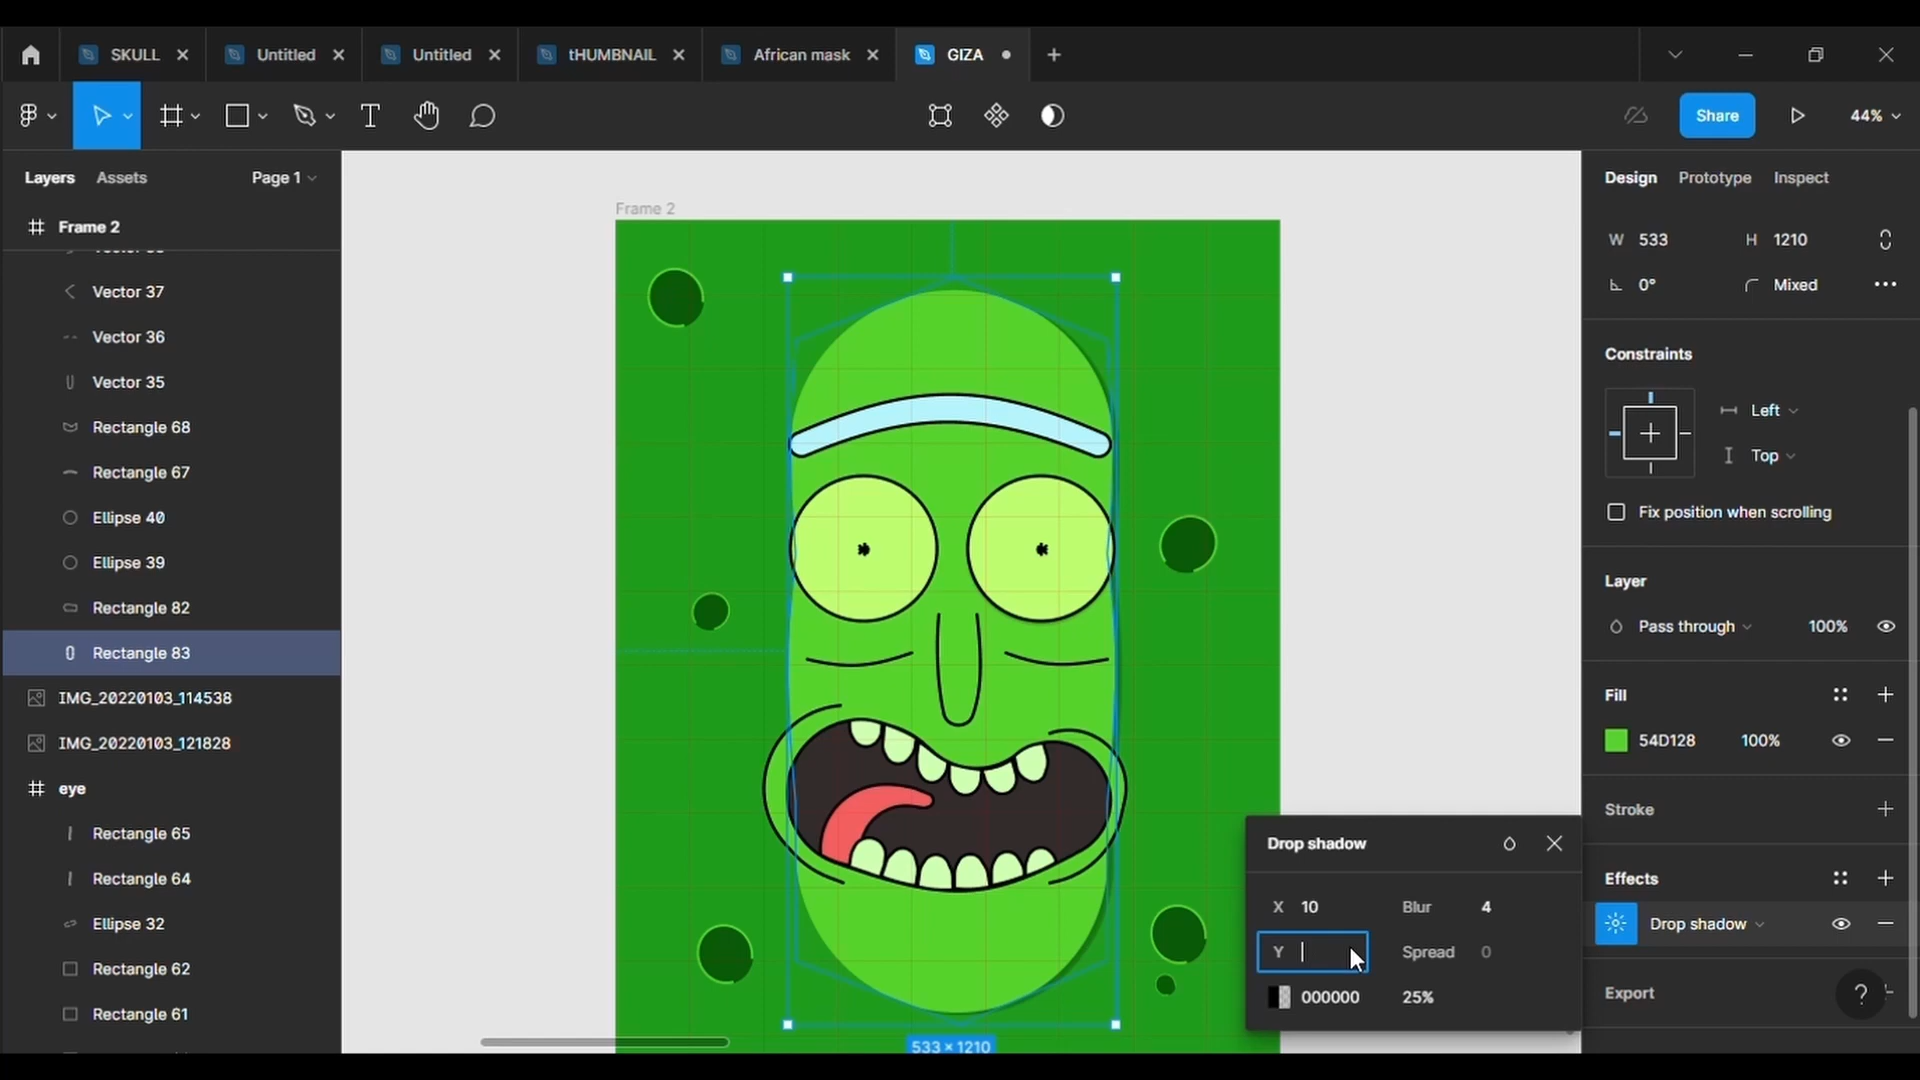 SKULL
Untitled
Untitled
tHUMBNAIL
African mask
GIZA
T
Share
44%
Layers
Assets
Page 1
Frame 2
Vector 37
Vector 36
Vector 35
Rectangle 68
Rectangle 67
Ellipse 40
Ellipse 39
Rectangle 82
Rectangle 83
IMG_20220103_114538
IMG_20220103_121828
eye
Rectangle 65
Rectangle 64
Ellipse 32
Rectangle 62
Rectangle 61
Frame 2
533 × 1210
Drop shadow
X 10 Blur 4
Y Spread 0
000000 25%
Design Prototype Inspect
W 533 H 1210
0° Mixed
Constraints
Left
Top
Fix position when scrolling
Layer
Pass through 100%
Fill
54D128 100%
Stroke
Effects
Drop shadow
Export
?